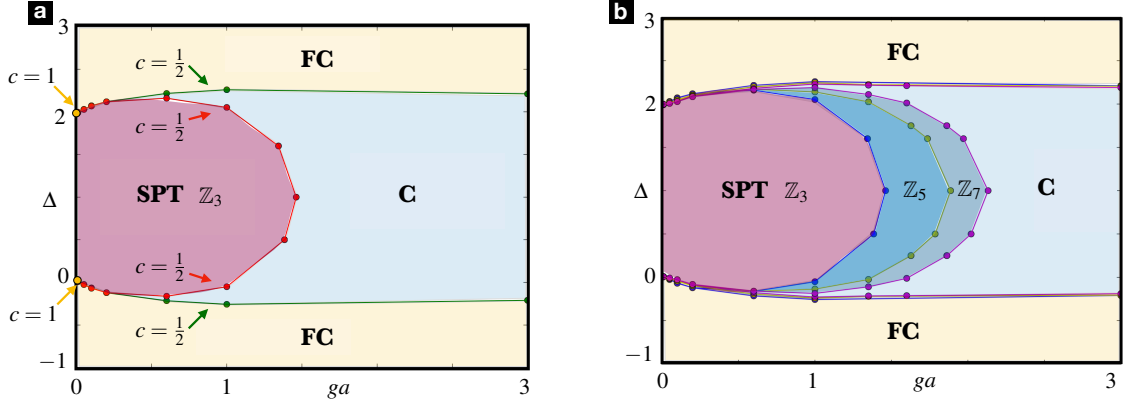 a
3
FC
c = 1/2
c = 1
2
c = 1/2
SPT ℤ₃
Δ
C
c = 1/2
0
c = 1
c = 1/2
FC
−1
0
1
ga
3
b
3
FC
2
SPT ℤ₃
ℤ₅
ℤ₇
C
Δ
0
FC
−1
0
1
ga
3